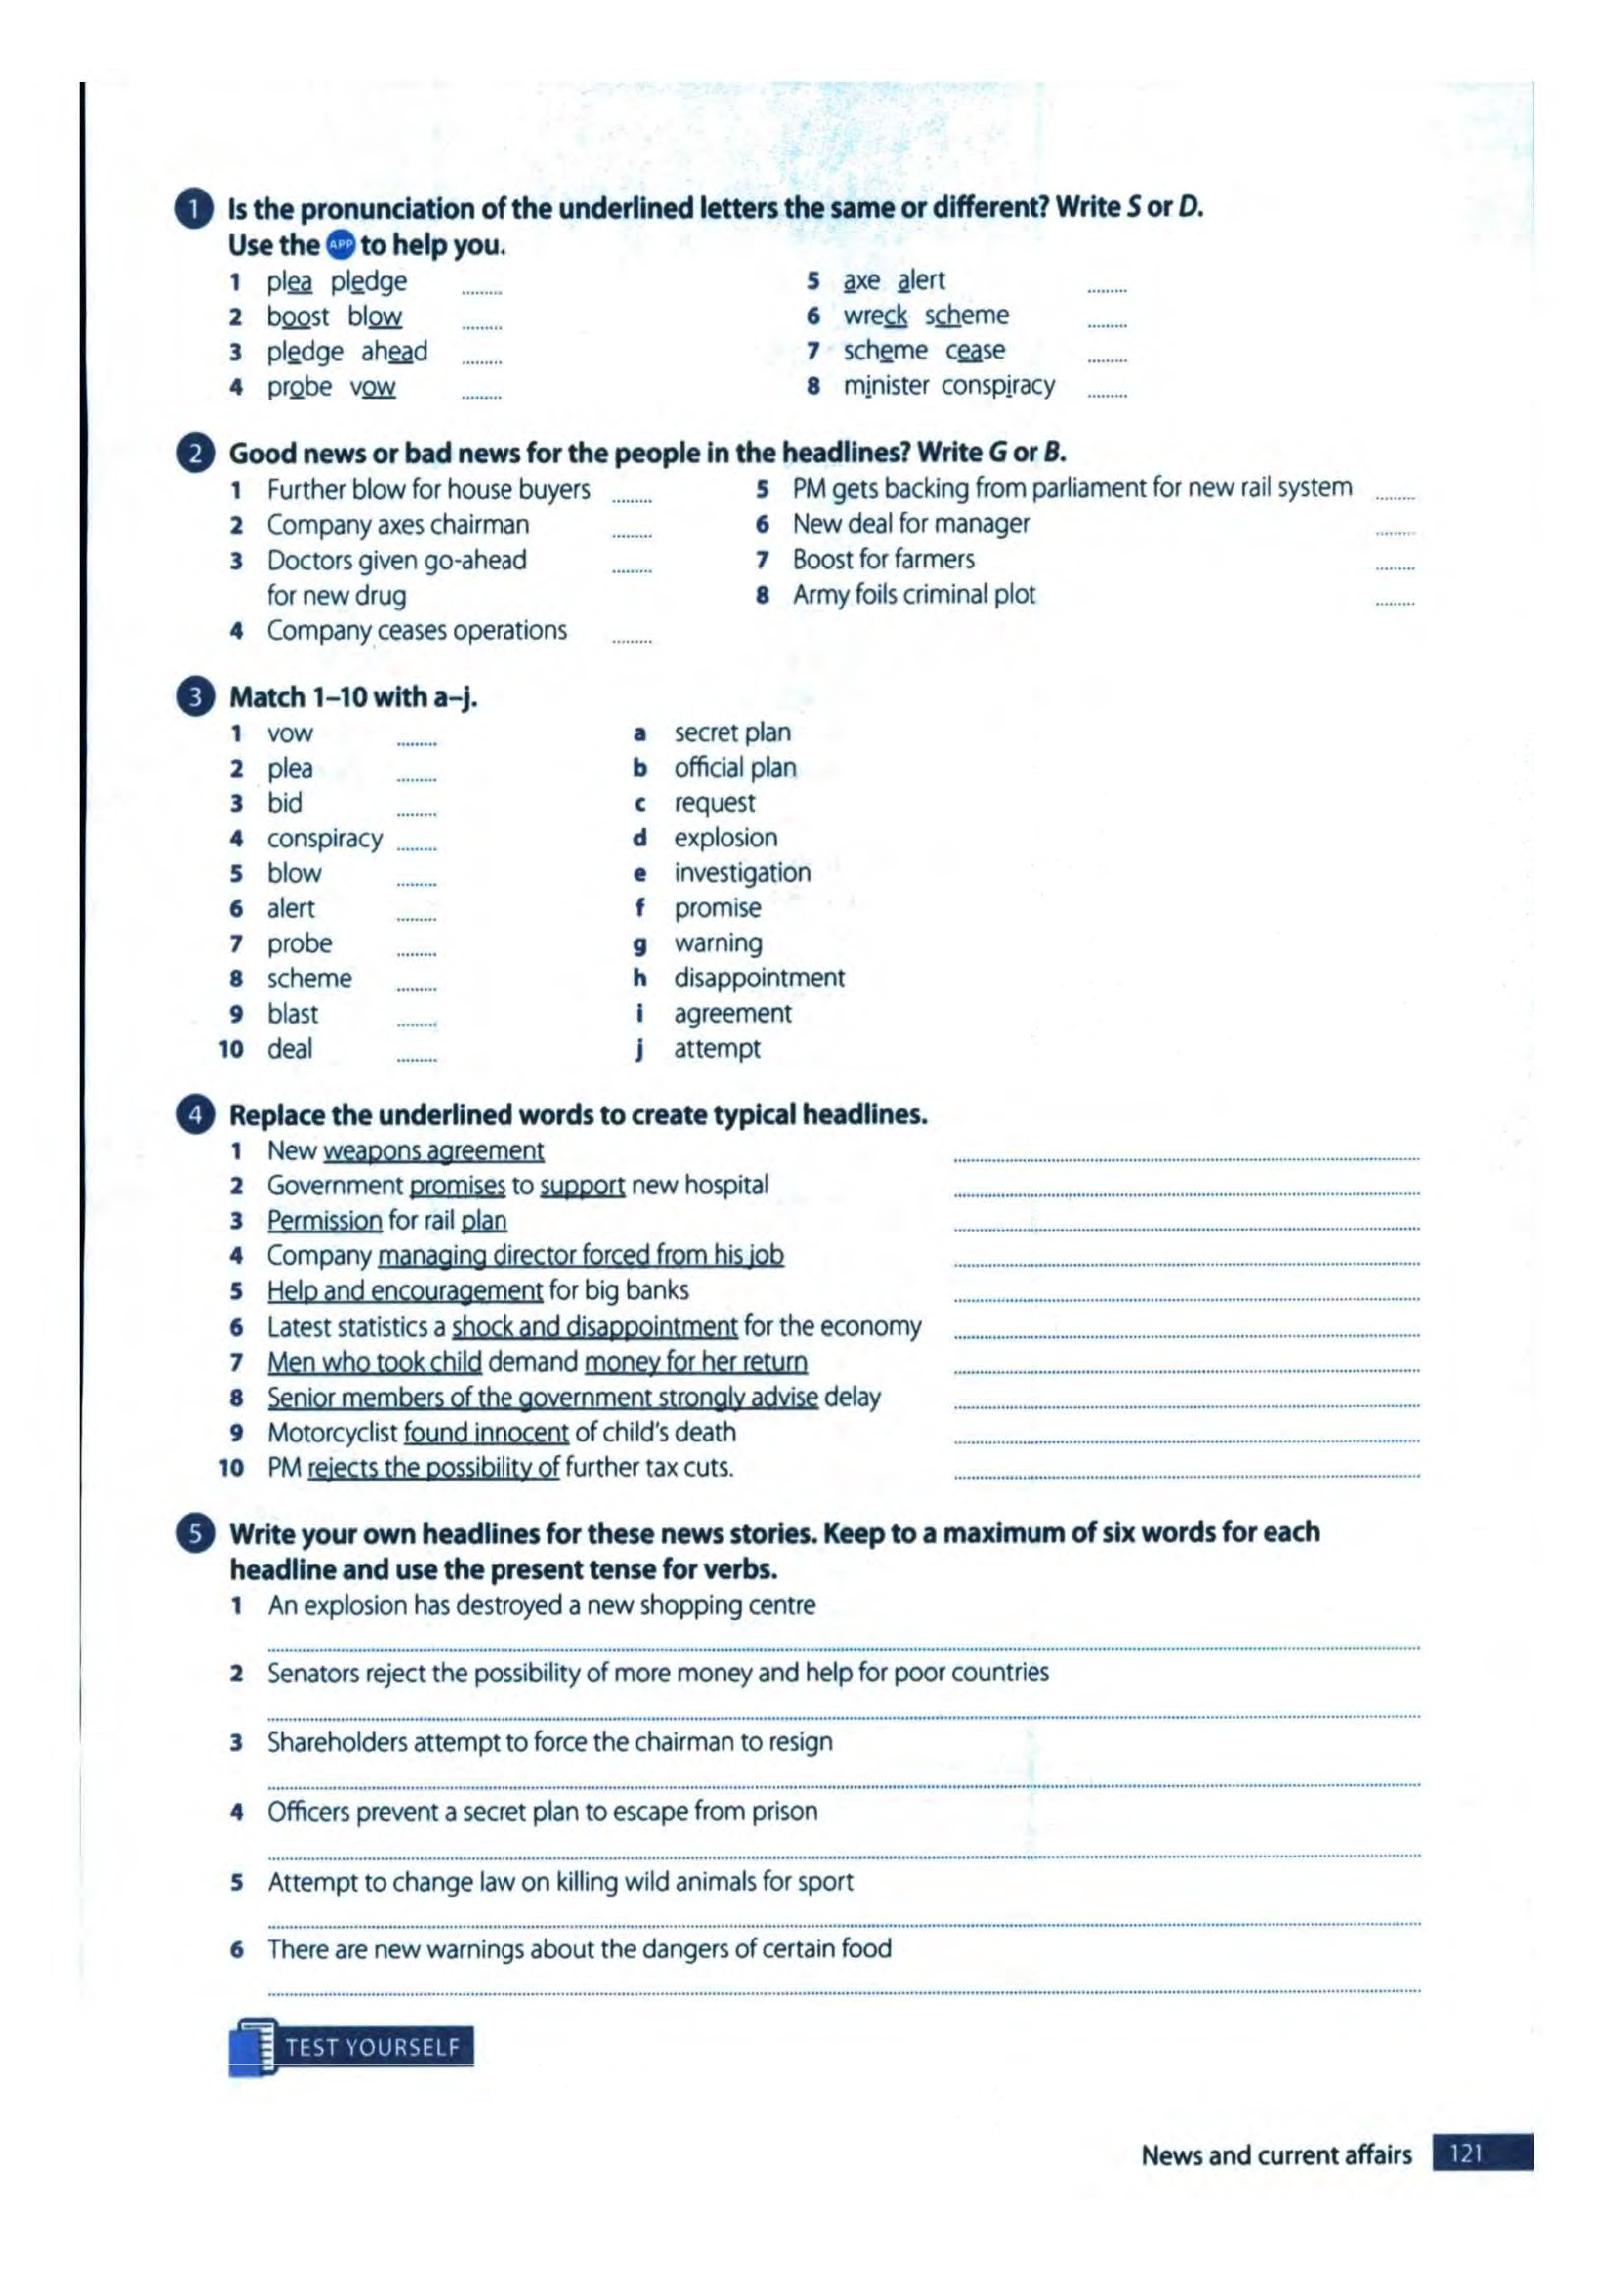 1 Is the pronunciation of the underlined letters the same or different? Write S or D.
Use the APP to help you.
1 plea pledge ......... 5 axe alert .........
2 boost blow ......... 6 wreck scheme .........
3 pledge ahead ......... 7 scheme cease .........
4 probe vow ......... 8 minister conspiracy .........
2 Good news or bad news for the people in the headlines? Write G or B.
1 Further blow for house buyers .........
2 Company axes chairman .........
3 Doctors given go-ahead .........
for new drug
4 Company ceases operations .........
5 PM gets backing from parliament for new rail system .........
6 New deal for manager .........
7 Boost for farmers .........
8 Army foils criminal plot .........
3 Match 1–10 with a–j.
1 vow ......... a secret plan
2 plea ......... b official plan
3 bid ......... c request
4 conspiracy ......... d explosion
5 blow ......... e investigation
6 alert ......... f promise
7 probe ......... g warning
8 scheme ......... h disappointment
9 blast ......... i agreement
10 deal ......... j attempt
4 Replace the underlined words to create typical headlines.
1 New weapons agreement
2 Government promises to support new hospital
3 Permission for rail plan
4 Company managing director forced from his job
5 Help and encouragement for big banks
6 Latest statistics a shock and disappointment for the economy
7 Men who took child demand money for her return
8 Senior members of the government strongly advise delay
9 Motorcyclist found innocent of child's death
10 PM rejects the possibility of further tax cuts.
5 Write your own headlines for these news stories. Keep to a maximum of six words for each
headline and use the present tense for verbs.
1 An explosion has destroyed a new shopping centre
2 Senators reject the possibility of more money and help for poor countries
3 Shareholders attempt to force the chairman to resign
4 Officers prevent a secret plan to escape from prison
5 Attempt to change law on killing wild animals for sport
6 There are new warnings about the dangers of certain food
TEST YOURSELF
News and current affairs 121